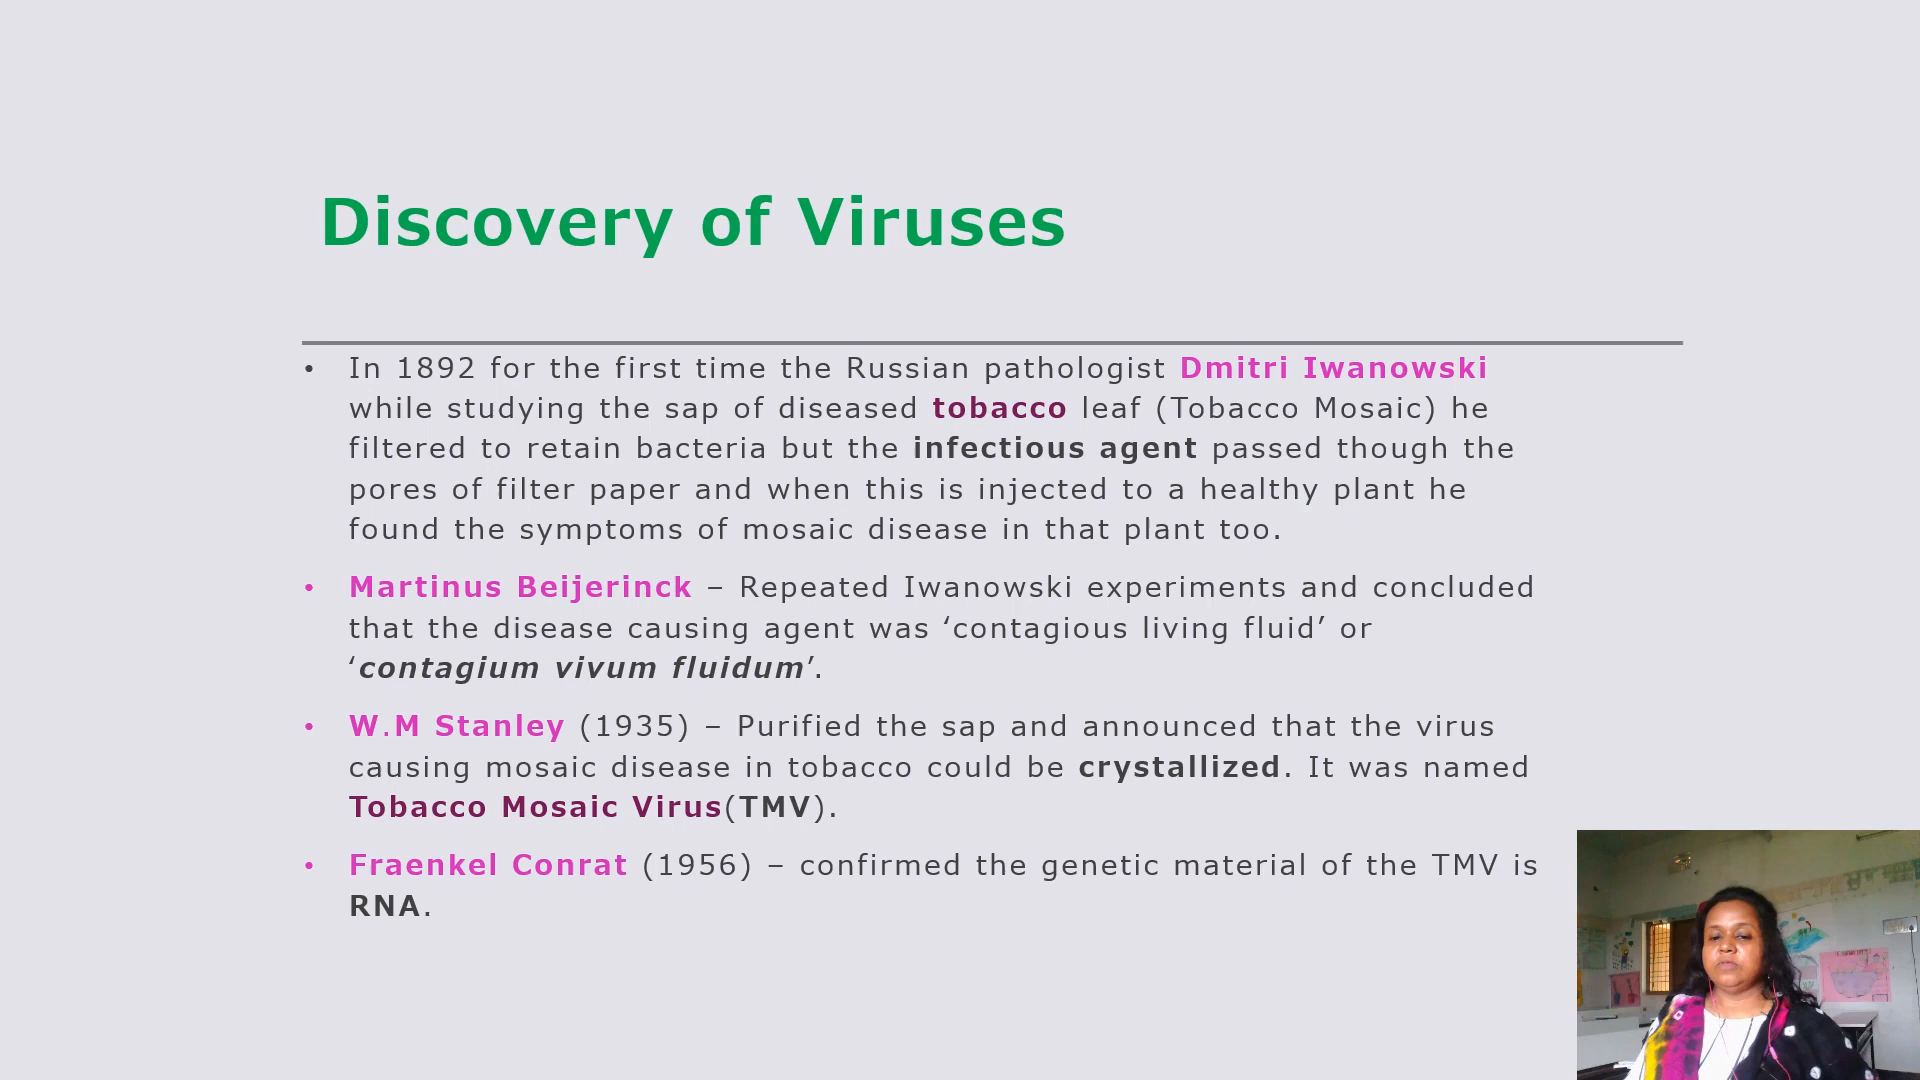 Discovery of Viruses
• In 1892 for the first time the Russian pathologist Dmitri Iwanowski
while studying the sap of diseased tobacco leaf (Tobacco Mosaic) he
filtered to retain bacteria but the infectious agent passed though the
pores of filter paper and when this is injected to a healthy plant he
found the symptoms of mosaic disease in that plant too.
• Martinus Beijerinck – Repeated Iwanowski experiments and concluded
that the disease causing agent was ‘contagious living fluid’ or
‘contagium vivum fluidum’.
• W.M Stanley (1935) – Purified the sap and announced that the virus
causing mosaic disease in tobacco could be crystallized. It was named
Tobacco Mosaic Virus(TMV).
• Fraenkel Conrat (1956) – confirmed the genetic material of the TMV is
RNA.